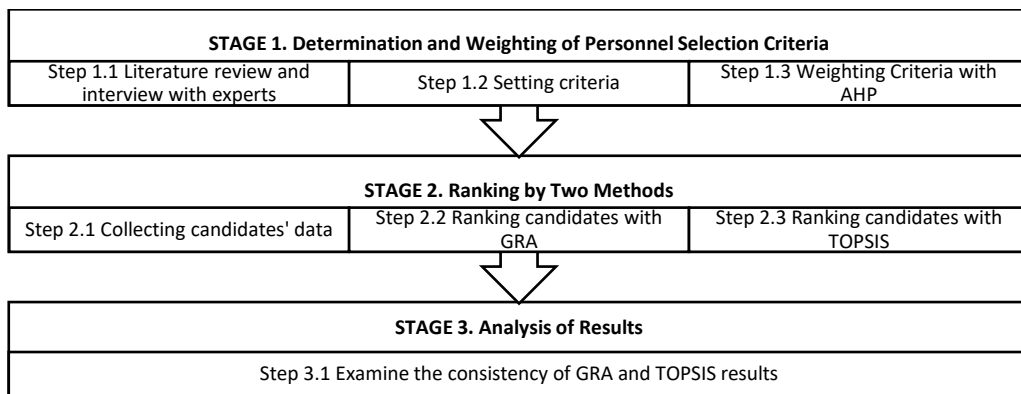 STAGE 1. Determination and Weighting of Personnel Selection Criteria
Step 1.1 Literature review and
interview with experts
Step 1.2 Setting criteria
Step 1.3 Weighting Criteria with
AHP
STAGE 2. Ranking by Two Methods
Step 2.1 Collecting candidates' data
Step 2.2 Ranking candidates with
GRA
Step 2.3 Ranking candidates with
TOPSIS
STAGE 3. Analysis of Results
Step 3.1 Examine the consistency of GRA and TOPSIS results